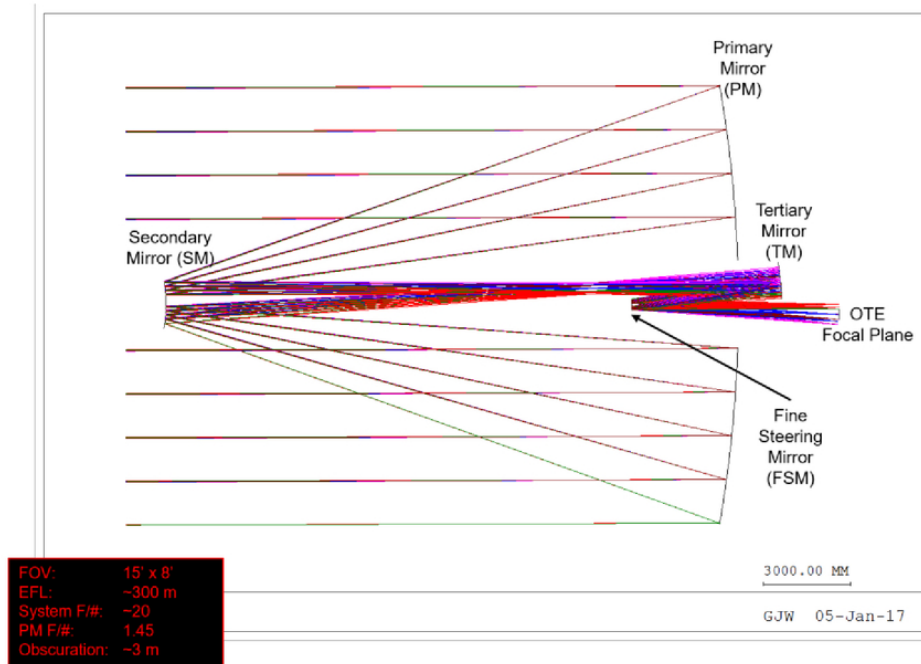 Primary
Mirror
(PM)
Secondary
Mirror (SM)
Tertiary
Mirror
(TM)
OTE
Focal Plane
Fine
Steering
Mirror
(FSM)
3000.00 MM
GJW 05-Jan-17
FOV: 15' x 8'
EFL: ~300 m
System F/#: ~20
PM F/#: 1.45
Obscuration: ~3 m